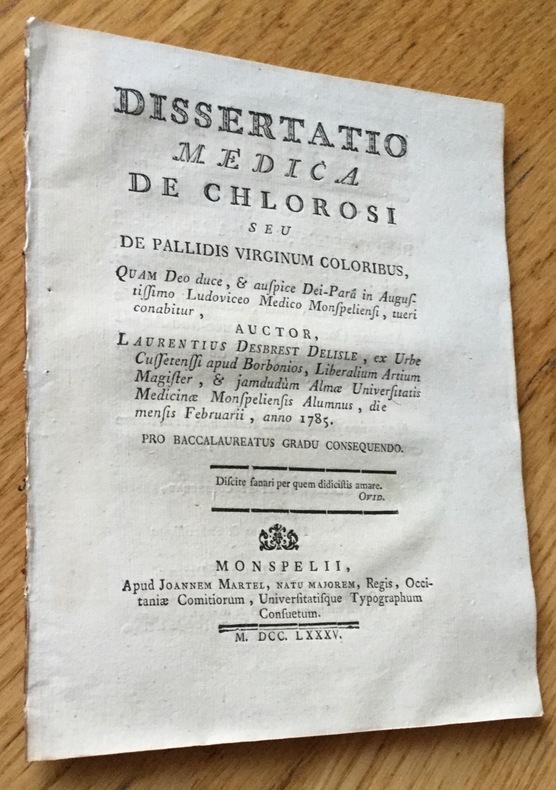 DISSERTATIO
MEDICA
DE CHLOROSI
SEU
DE PALLIDIS VIRGINUM COLORIBUS,
QUAM Deo duce, & auſpice Dei-Parâ in Auguſ-
tiſſimo Ludoviceo Medico Monſpelienſi, tueri
conabitur,
AUCTOR,
LAURENTIUS DESBREST DELISLE, ex Urbe
Cuſſetenſſi apud Borbonios, Liberalium Artium
Magiſter, & jamdudùm Almæ Univerſitatis
Medicinæ Monſpelienſis Alumnus, die
menſis Februarii, anno 1785.
PRO BACCALAUREATUS GRADU CONSEQUENDO.
Diſcite ſanari per quem didiciſtis amare.
OVID.
MONSPELII,
Apud JOANNEM MARTEL, NATU MAJOREM, Regis, Occi-
taniæ Comitiorum, Univerſitatiſque Typographum
Conſuetum.
M. DCC. LXXXV.